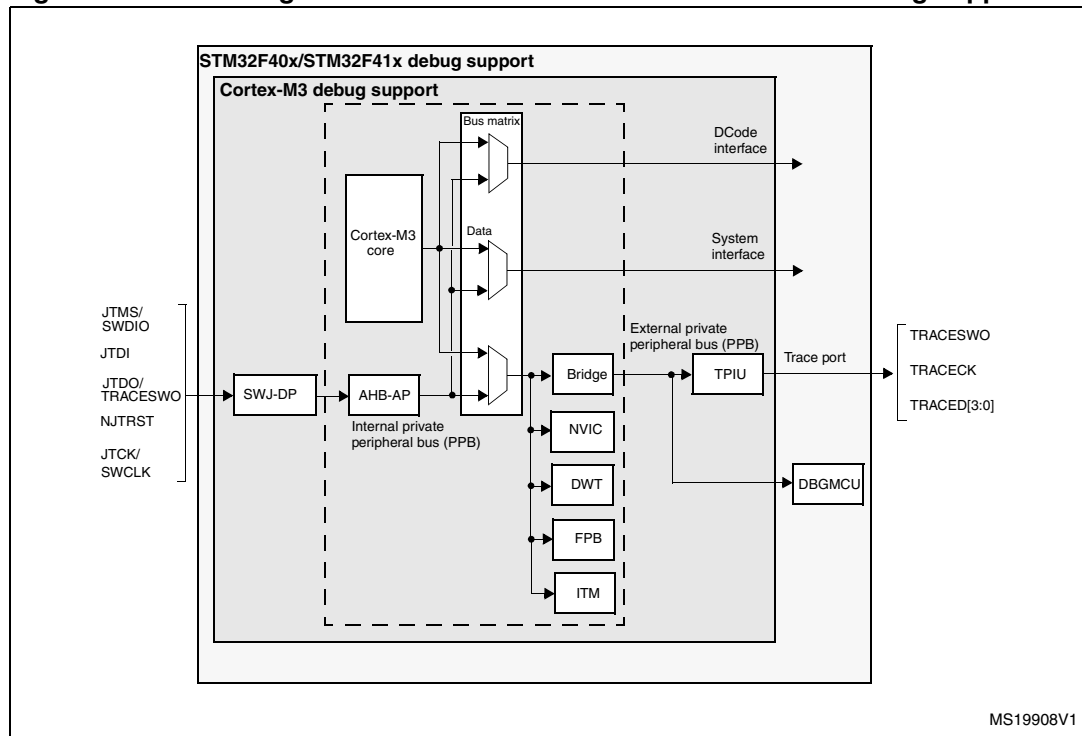 STM32F40x/STM32F41x debug support
Cortex-M3 debug support
Bus matrix
DCode
interface
Cortex-M3
core
Data
System
interface
JTMS/
SWDIO
JTDI
JTDO/
TRACESWO
NJTRST
JTCK/
SWCLK
SWJ-DP
AHB-AP
Internal private
peripheral bus (PPB)
External private
peripheral bus (PPB)
Bridge
NVIC
DWT
FPB
ITM
TPIU
Trace port
DBGMCU
TRACESWO
TRACECK
TRACED[3:0]
MS19908V1